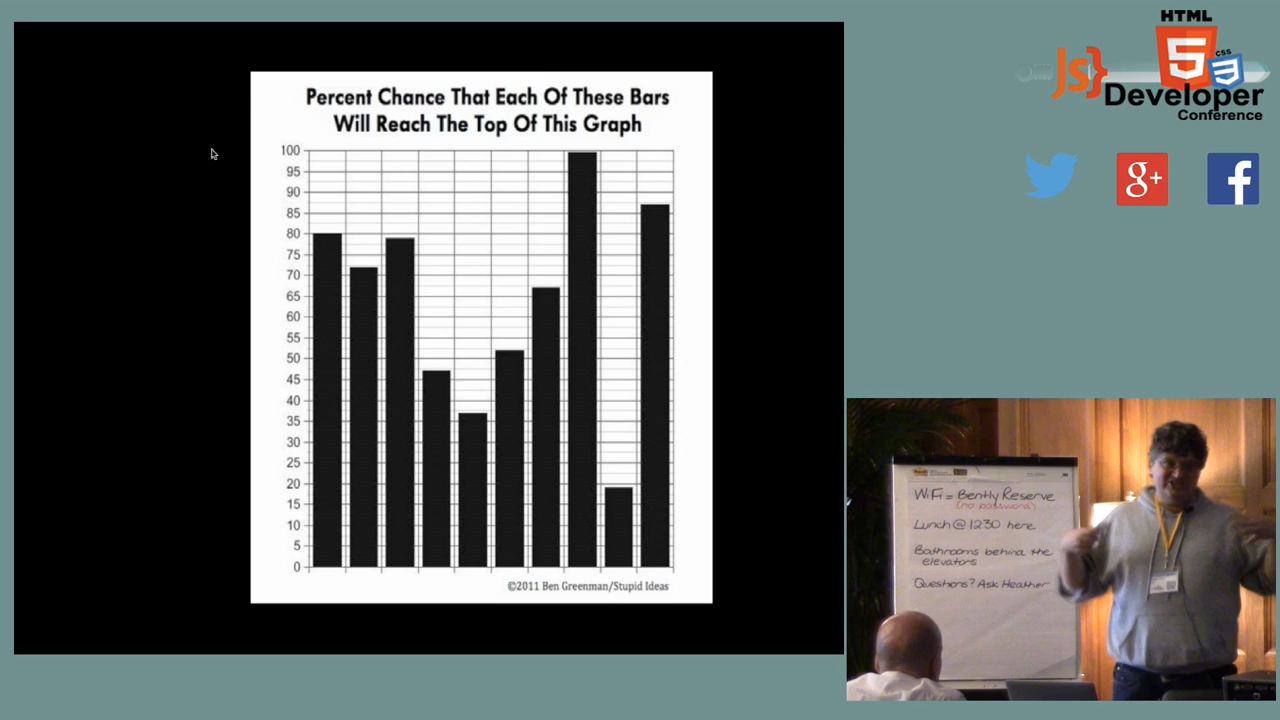 Percent Chance That Each Of These Bars
Will Reach The Top Of This Graph
100
95
90
85
80
75
70
65
60
55
50
45
40
35
30
25
20
15
10
5
0
©2011 Ben Greenman/Stupid Ideas
HTML
5
css
3
Js}
Developer
Conference
g+
f
WiFi = Bently Reserve
(no password)
Lunch @ 1230 here
Bathrooms behind the
elevators
Questions? Ask Heather